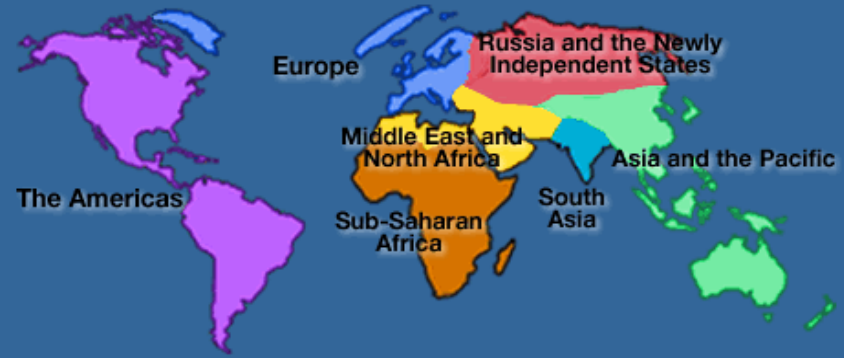 Russia and the Newly
Independent States
Europe
Middle East and
North Africa
Asia and the Pacific
The Americas
South
Asia
Sub-Saharan
Africa